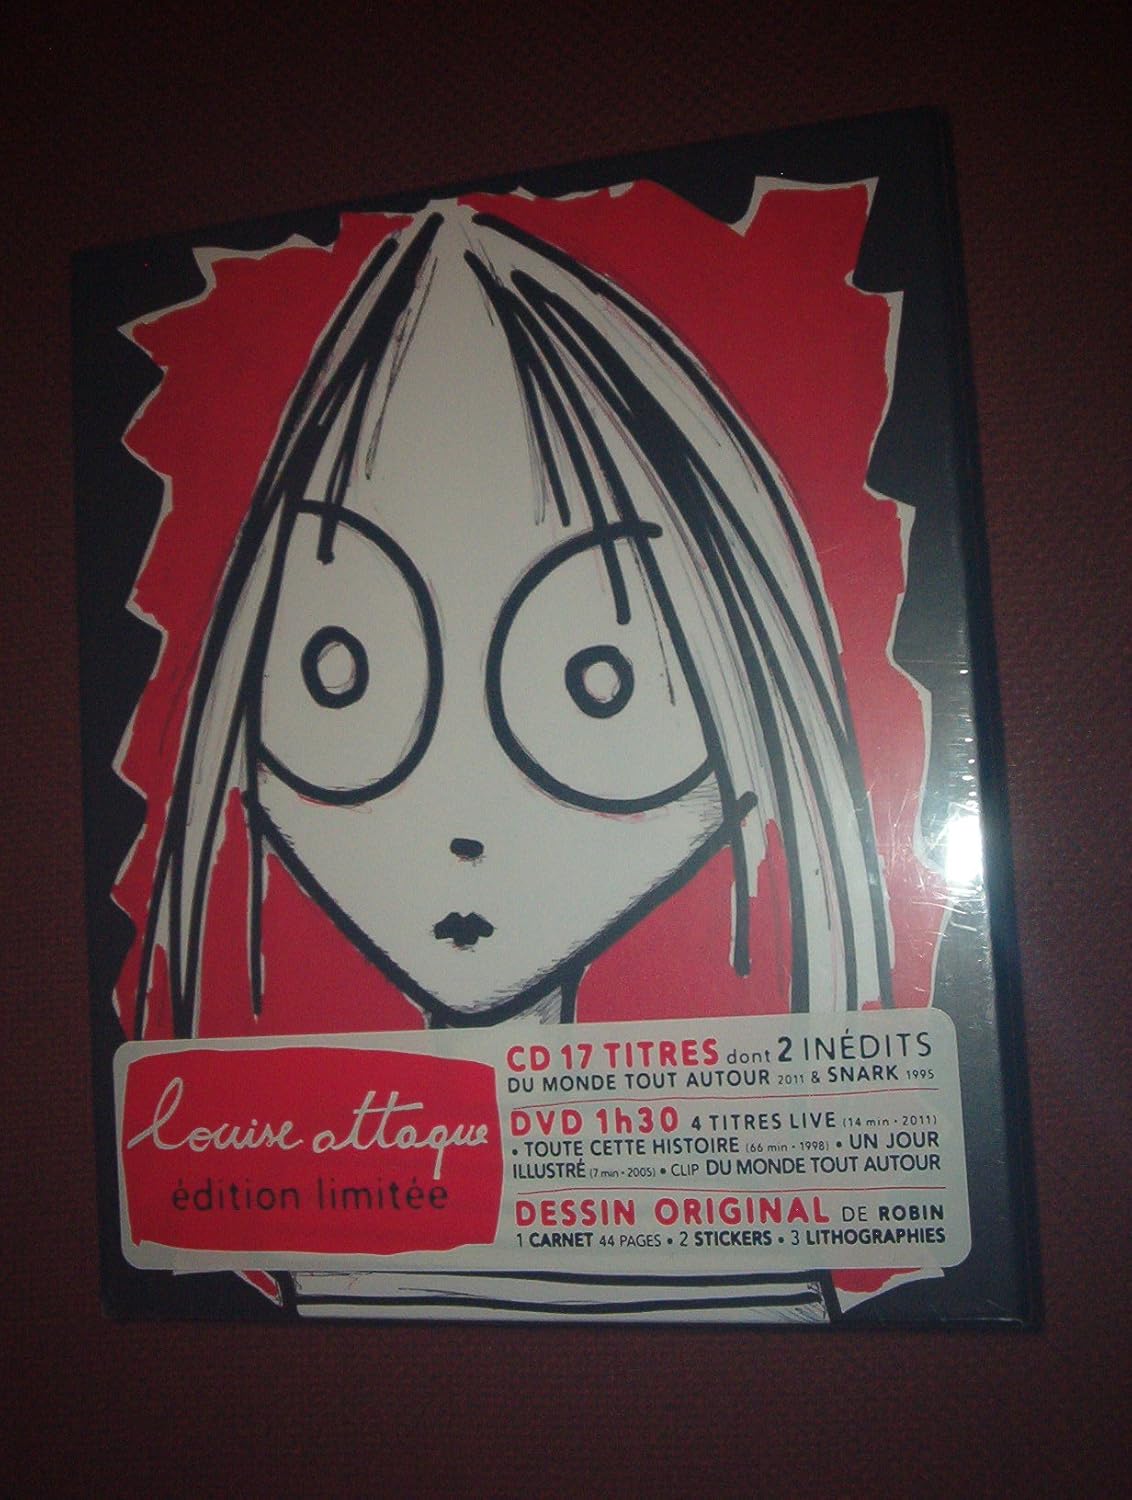 louise attaque
édition limitée
CD 17 TITRES dont 2 INÉDITS
DU MONDE TOUT AUTOUR 2011 & SNARK 1995
DVD 1h30 4 TITRES LIVE (14 min • 2011)
• TOUTE CETTE HISTOIRE (66 min • 1998) • UN JOUR
ILLUSTRÉ (7 min • 2005) • CLIP DU MONDE TOUT AUTOUR
DESSIN ORIGINAL DE ROBIN
1 CARNET 44 PAGES • 2 STICKERS • 3 LITHOGRAPHIES